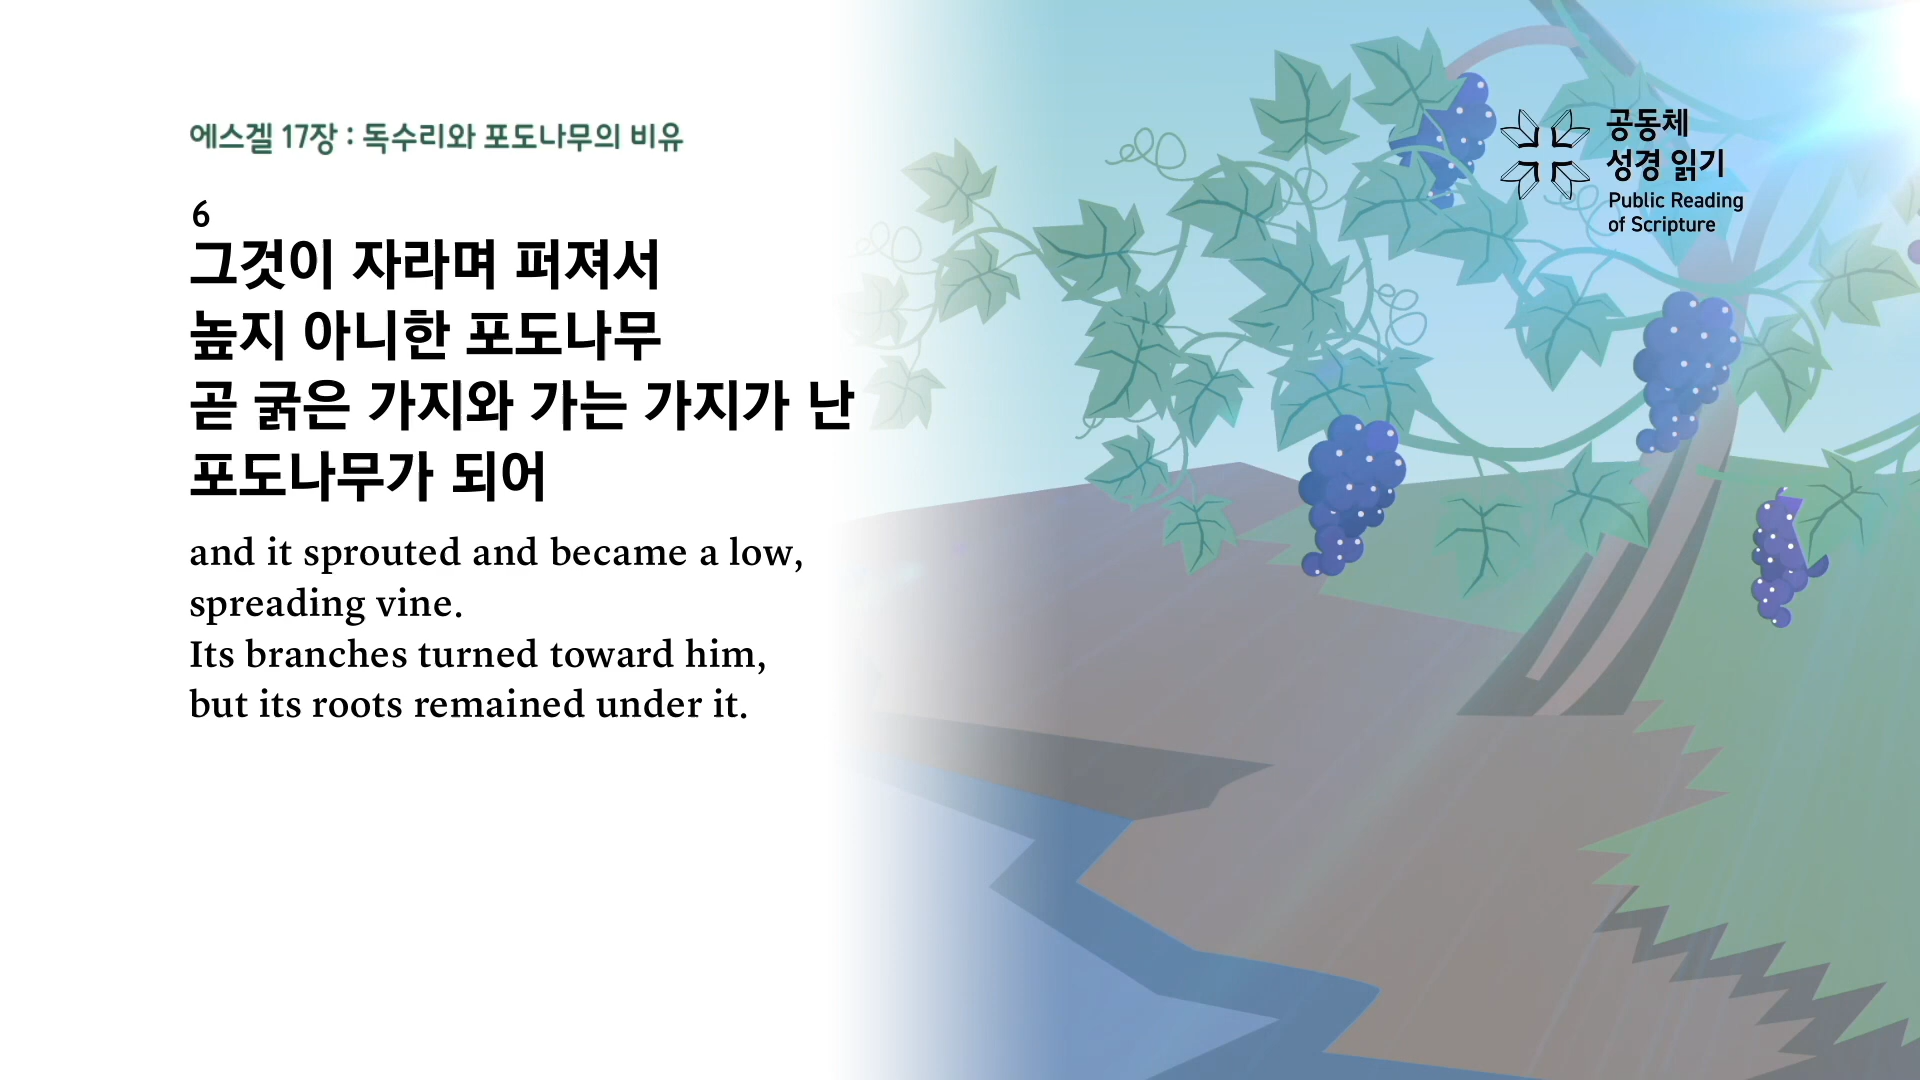 에스겔 17장 : 독수리와 포도나무의 비유
6
그것이 자라며 퍼져서
높지 아니한 포도나무
곧 굵은 가지와 가는 가지가 난
포도나무가 되어
and it sprouted and became a low,
spreading vine.
Its branches turned toward him,
but its roots remained under it.
공동체
성경 읽기
Public Reading
of Scripture